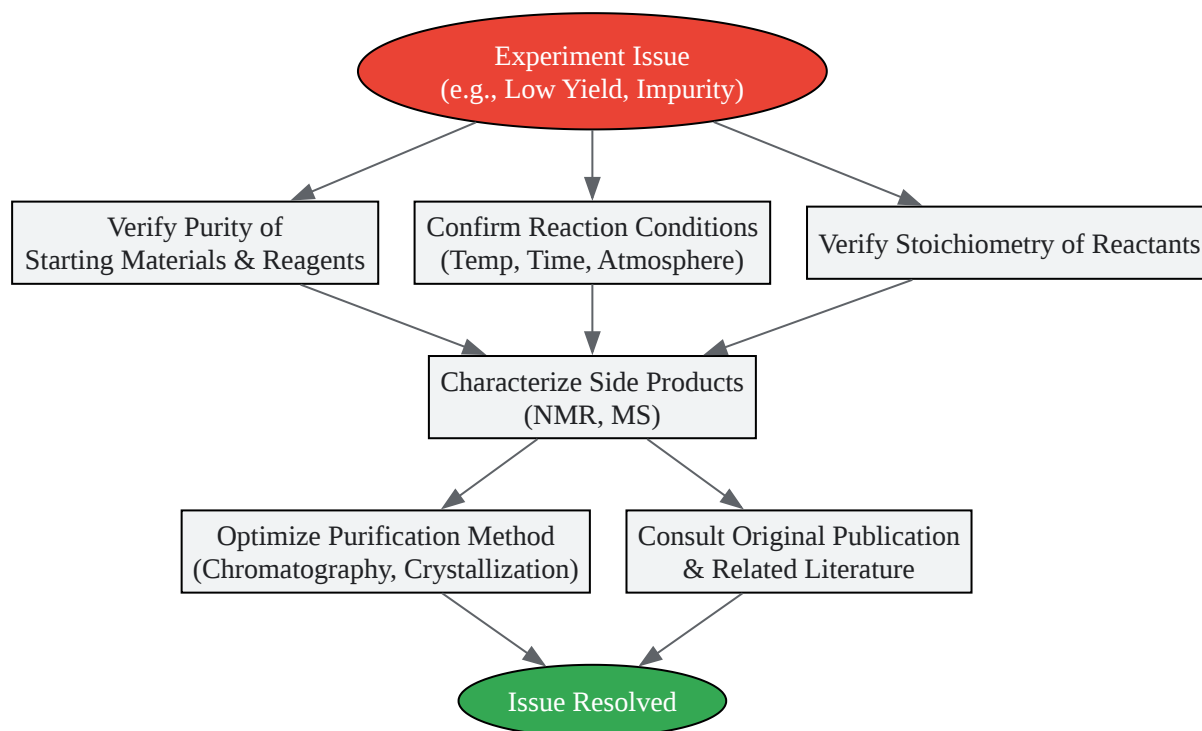 Experiment Issue
(e.g., Low Yield, Impurity)
Verify Purity of
Starting Materials & Reagents
Confirm Reaction Conditions
(Temp, Time, Atmosphere)
Verify Stoichiometry of Reactants
Characterize Side Products
(NMR, MS)
Optimize Purification Method
(Chromatography, Crystallization)
Consult Original Publication
& Related Literature
Issue Resolved